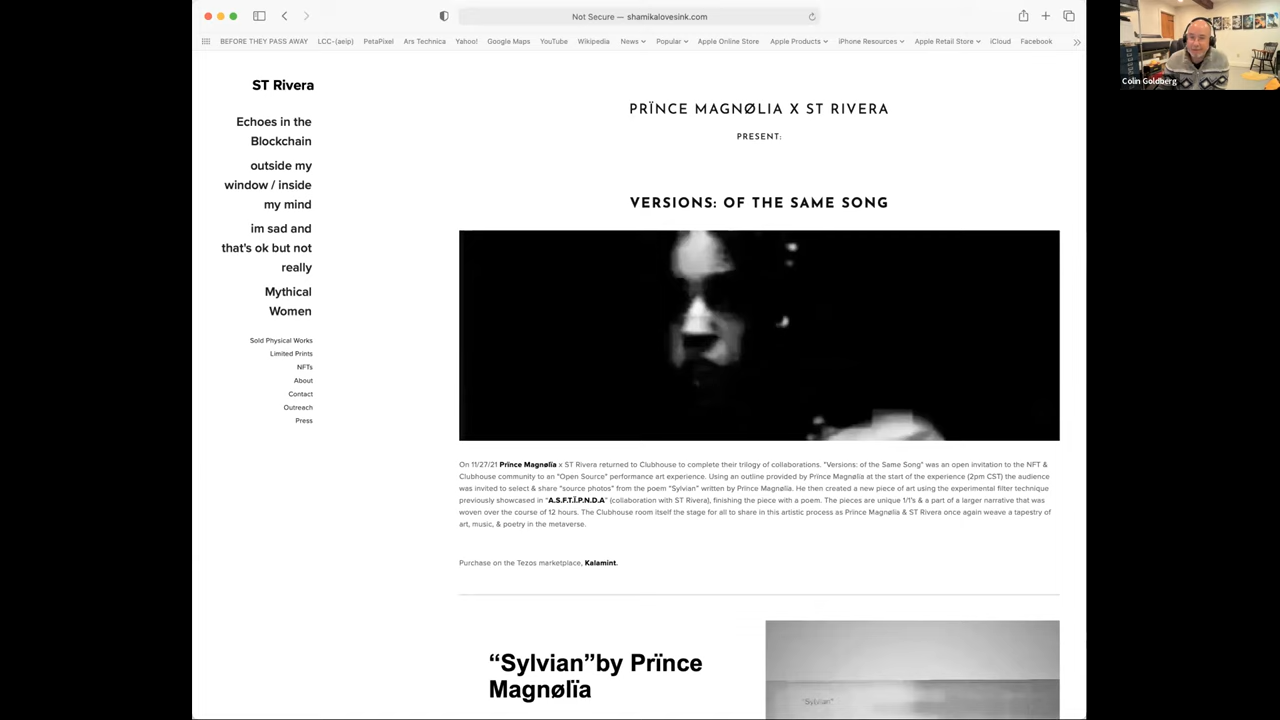 Not Secure — shamikalovesink.com
BEFORE THEY PASS AWAY LCC-(aeip) PetaPixel Ars Technica Yahoo! Google Maps YouTube Wikipedia News Popular Apple Online Store Apple Products iPhone Resources Apple Retail Store iCloud Facebook
Colin Goldberg
ST Rivera
Echoes in the
Blockchain
outside my
window / inside
my mind
im sad and
that's ok but not
really
Mythical
Women
Sold Physical Works
Limited Prints
NFTs
About
Contact
Outreach
Press
PRÏNCE MAGNØLIA X ST RIVERA
PRESENT:
VERSIONS: OF THE SAME SONG
On 11/27/21 Prïnce Magnølïa x ST Rivera returned to Clubhouse to complete their trilogy of collaborations. "Versions: of the Same Song" was an open invitation to the NFT &
Clubhouse community to an "Open Source" performance art experience. Using an outline provided by Prïnce Magnølia at the start of the experience (2pm CST) the audience
was invited to select & share "source photos" from the poem "Sylvian" written by Prïnce Magnølia. He then created a new piece of art using the experimental filter technique
previously showcased in "A.S.F.T.Ï.P.N.D.A" (collaboration with ST Rivera), finishing the piece with a poem. The pieces are unique 1/1's & a part of a larger narrative that was
woven over the course of 12 hours. The Clubhouse room itself the stage for all to share in this artistic process as Prïnce Magnølia & ST Rivera once again weave a tapestry of
art, music, & poetry in the metaverse.
Purchase on the Tezos marketplace, Kalamint.
“Sylvian”by Prïnce
Magnølïa
"Sylvian"